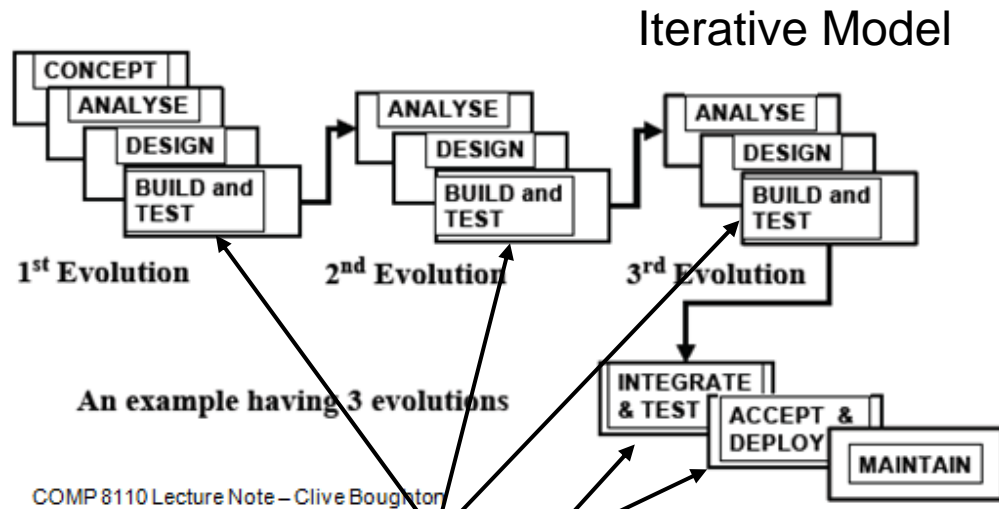 Iterative Model
CONCEPT
ANALYSE
DESIGN
BUILD and
TEST
1st Evolution
ANALYSE
DESIGN
BUILD and
TEST
2nd Evolution
ANALYSE
DESIGN
BUILD and
TEST
3rd Evolution
An example having 3 evolutions
INTEGRATE
& TEST
ACCEPT &
DEPLOY
MAINTAIN
COMP 8110 Lecture Note – Clive Boughton